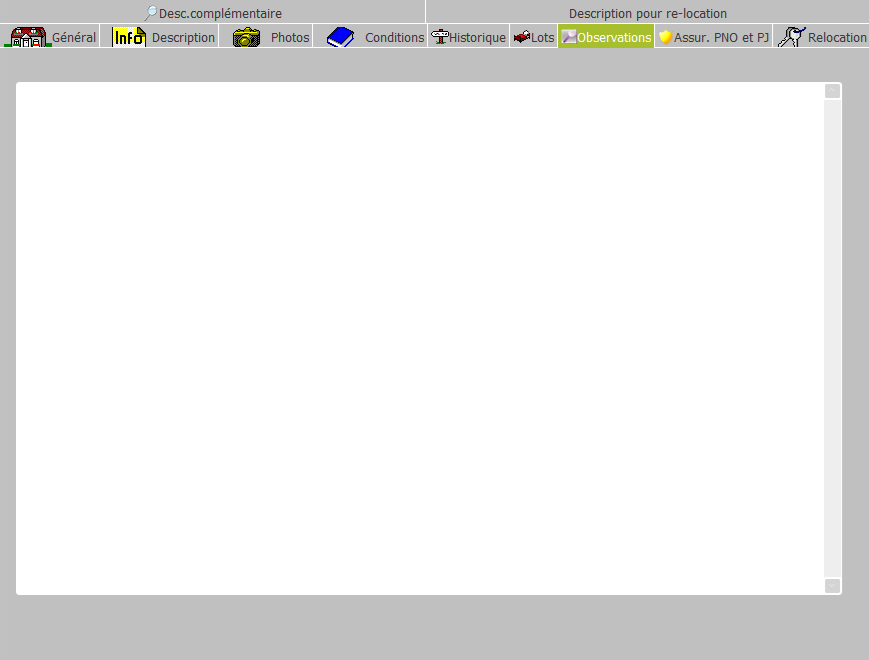 Desc.complémentaire Description pour re-location
Général Info Description Photos Conditions Historique Lots Observations Assur. PNO et PJ Relocation